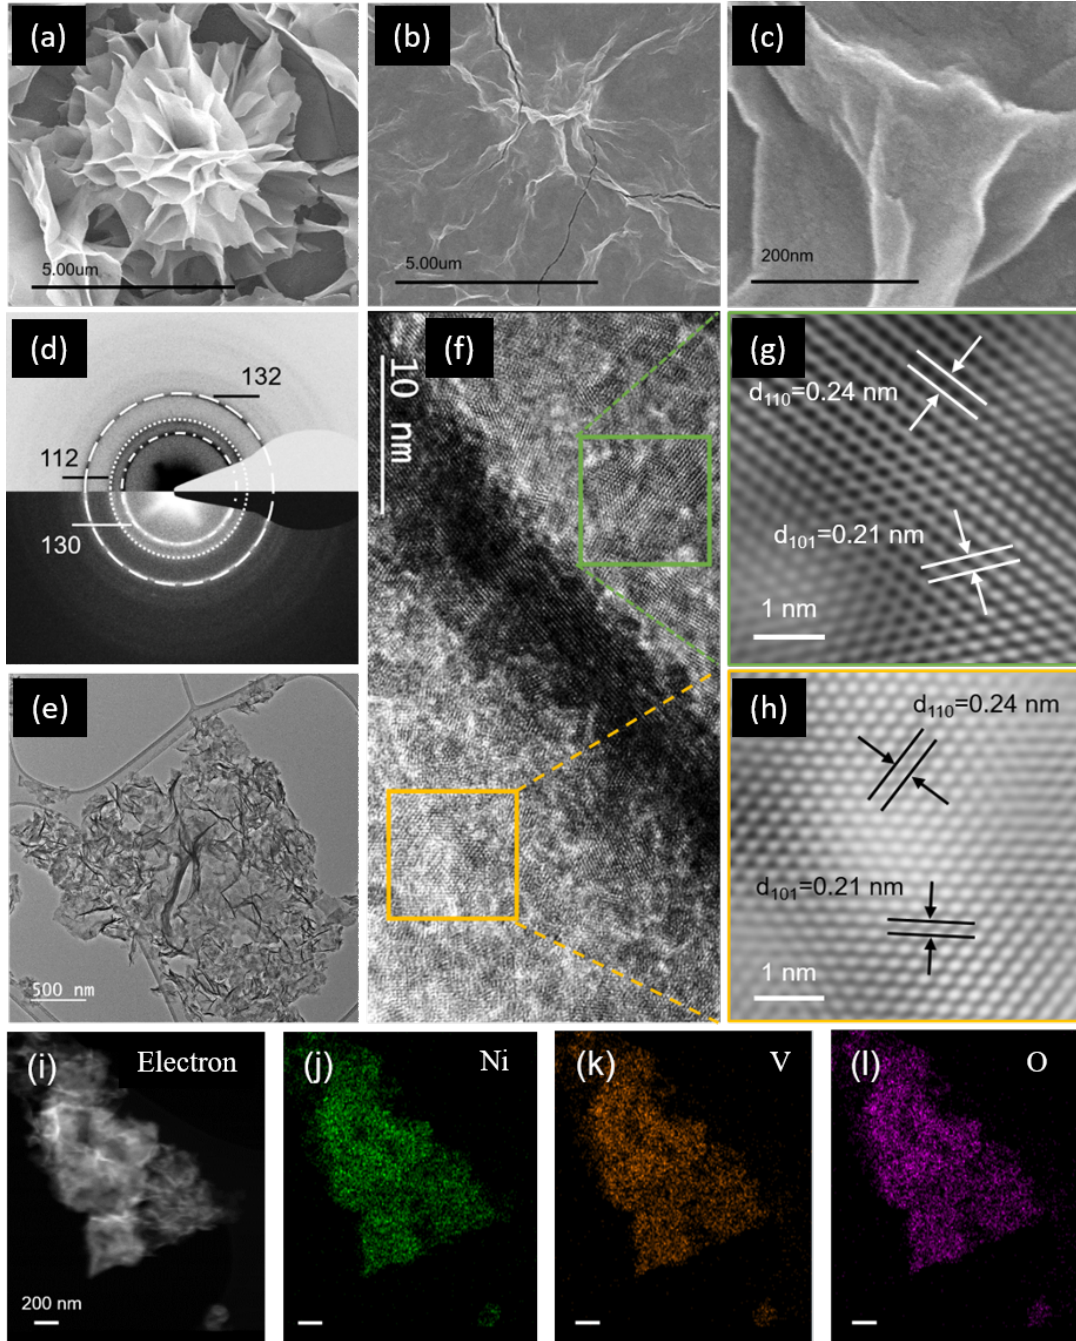 (a)
5.00um
(b)
5.00um
(c)
200nm
(d)
132
112
130
(e)
500 nm
(f)
10 nm
(g)
d110=0.24 nm
d101=0.21 nm
1 nm
(h)
d110=0.24 nm
d101=0.21 nm
1 nm
(i) Electron
200 nm
(j) Ni
(k) V
(l) O